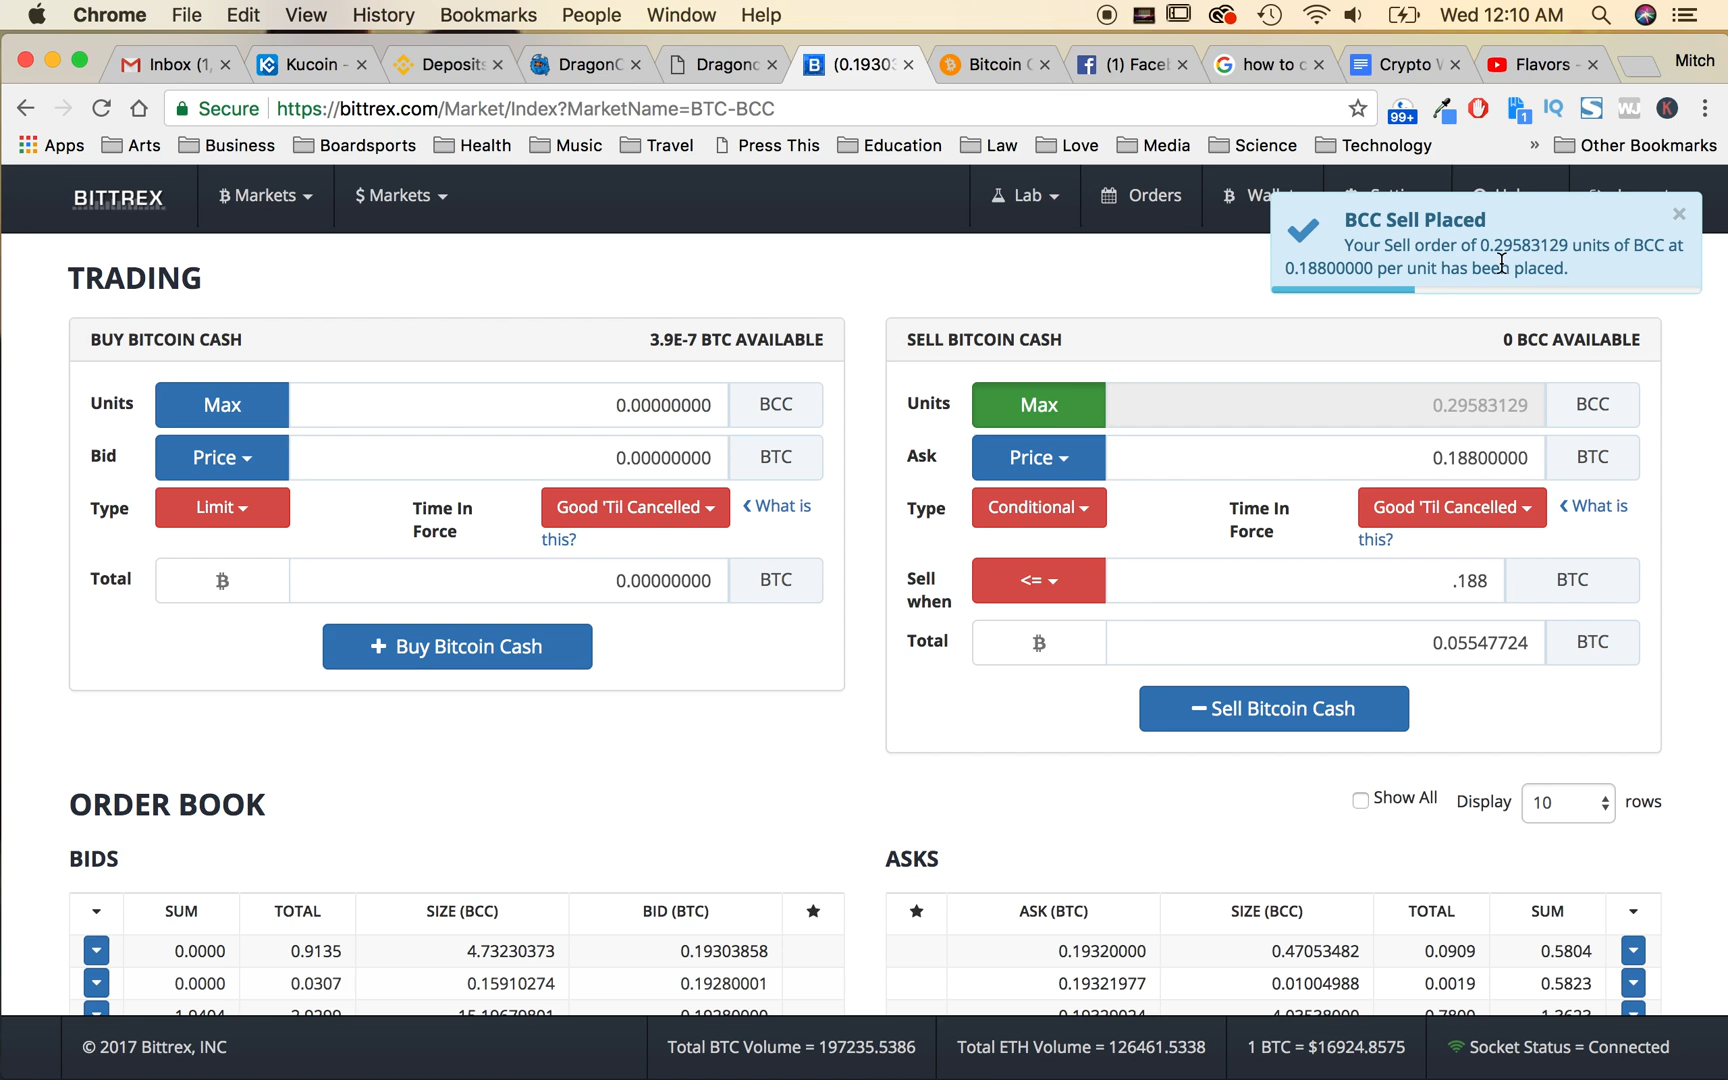 Chrome File Edit View History Bookmarks People Window Help Wed 12:10 AM
Inbox (1, Kucoin - Deposits DragonC Dragonc (0.1930 Bitcoin ( (1) Face how to c Crypto W Flavors - Mitch
Secure https://bittrex.com/Market/Index?MarketName=BTC-BCC 99+ 1 IQ S WJ K
Apps Arts Business Boardsports Health Music Travel Press This Education Law Love Media Science Technology » Other Bookmarks
BITTREX Markets $ Markets Lab Orders
BCC Sell Placed
Your Sell order of 0.29583129 units of BCC at
0.18800000 per unit has been placed.
TRADING
BUY BITCOIN CASH 3.9E-7 BTC AVAILABLE
Units Max 0.00000000 BCC
Bid Price 0.00000000 BTC
Type Limit Time In Force Good 'Til Cancelled What is this?
Total 0.00000000 BTC
+ Buy Bitcoin Cash
SELL BITCOIN CASH 0 BCC AVAILABLE
Units Max 0.29583129 BCC
Ask Price 0.18800000 BTC
Type Conditional Time In Force Good 'Til Cancelled What is this?
Sell when <= .188 BTC
Total 0.05547724 BTC
Sell Bitcoin Cash
ORDER BOOK
Show All Display 10 rows
BIDS
SUM TOTAL SIZE (BCC) BID (BTC)
0.0000 0.9135 4.73230373 0.19303858
0.0000 0.0307 0.15910274 0.19280001
ASKS
ASK (BTC) SIZE (BCC) TOTAL SUM
0.19320000 0.47053482 0.0909 0.5804
0.19321977 0.01004988 0.0019 0.5823
© 2017 Bittrex, INC Total BTC Volume = 197235.5386 Total ETH Volume = 126461.5338 1 BTC = $16924.8575 Socket Status = Connected